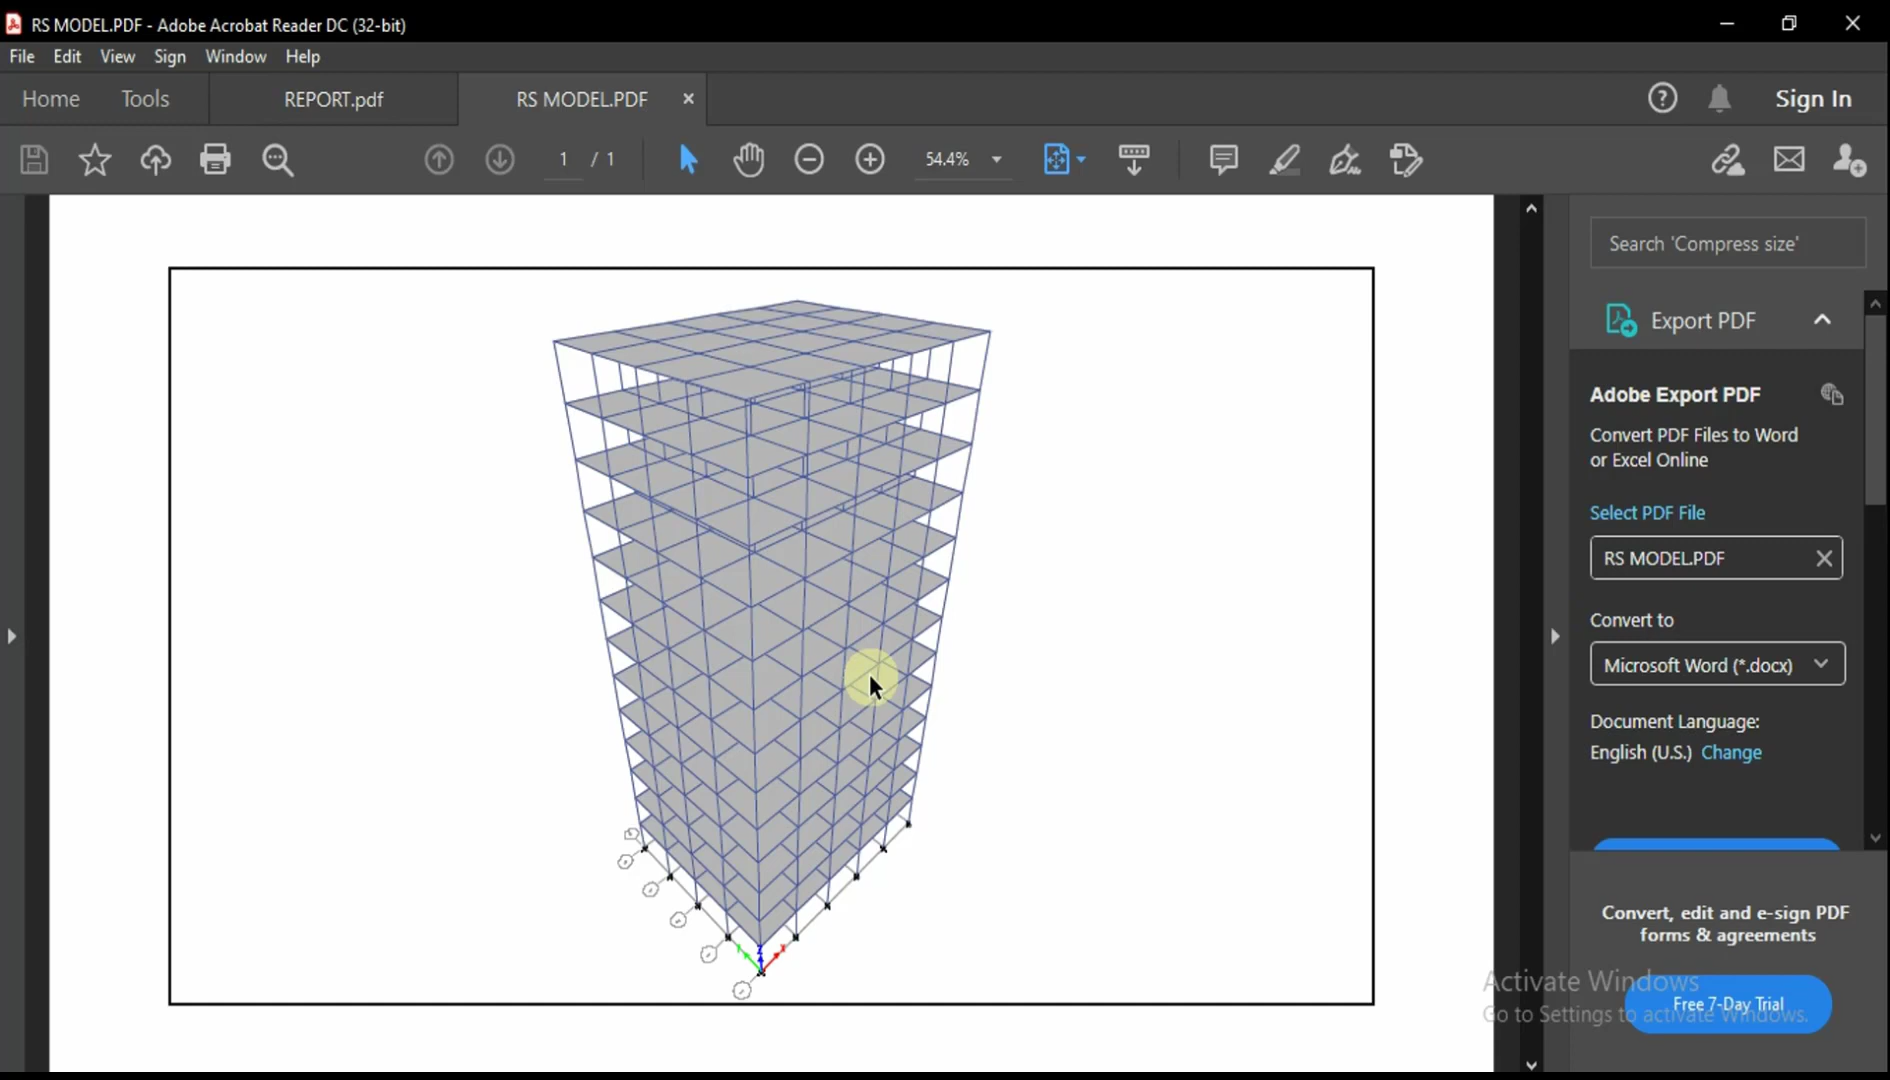 RS MODEL.PDF - Adobe Acrobat Reader DC (32-bit)
File Edit View Sign Window Help
Home Tools REPORT.pdf RS MODEL.PDF × Sign In
1 / 1 54.4%
Search 'Compress size'
Export PDF
Adobe Export PDF
Convert PDF Files to Word
or Excel Online
Select PDF File
RS MODEL.PDF
Convert to
Microsoft Word (*.docx)
Document Language:
English (U.S.) Change
Convert, edit and e-sign PDF
forms & agreements
Free 7-Day Trial
Activate Windows
Go to Settings to activate Windows.